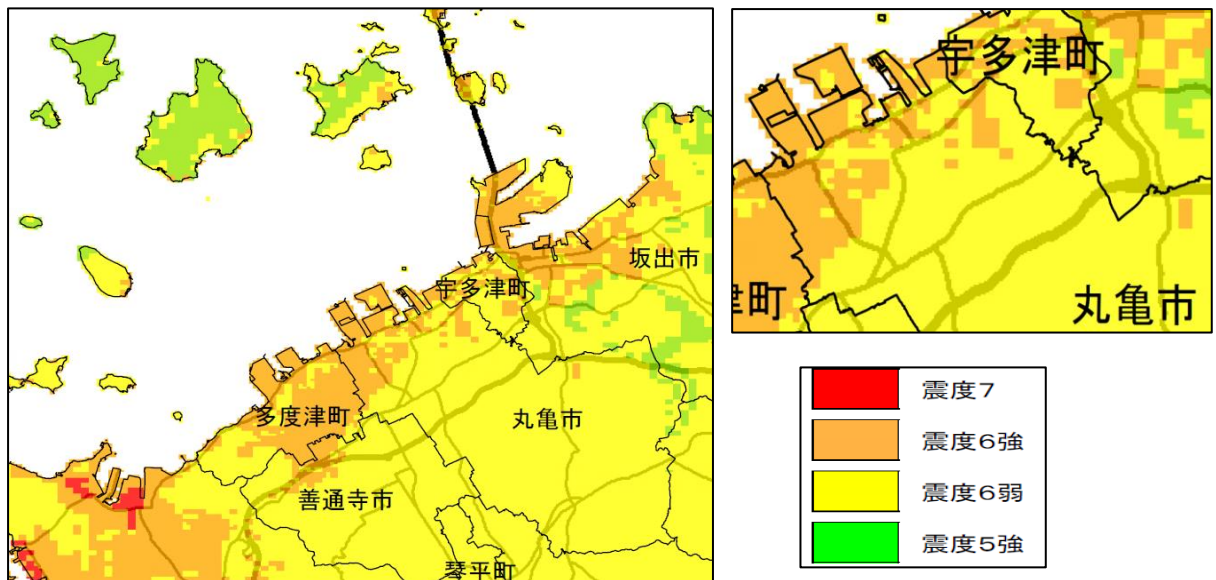 坂出市
宇多津町
多度津町
丸亀市
善通寺市
琴平町
宇多津町
津町
丸亀市
震度7
震度6強
震度6弱
震度5強